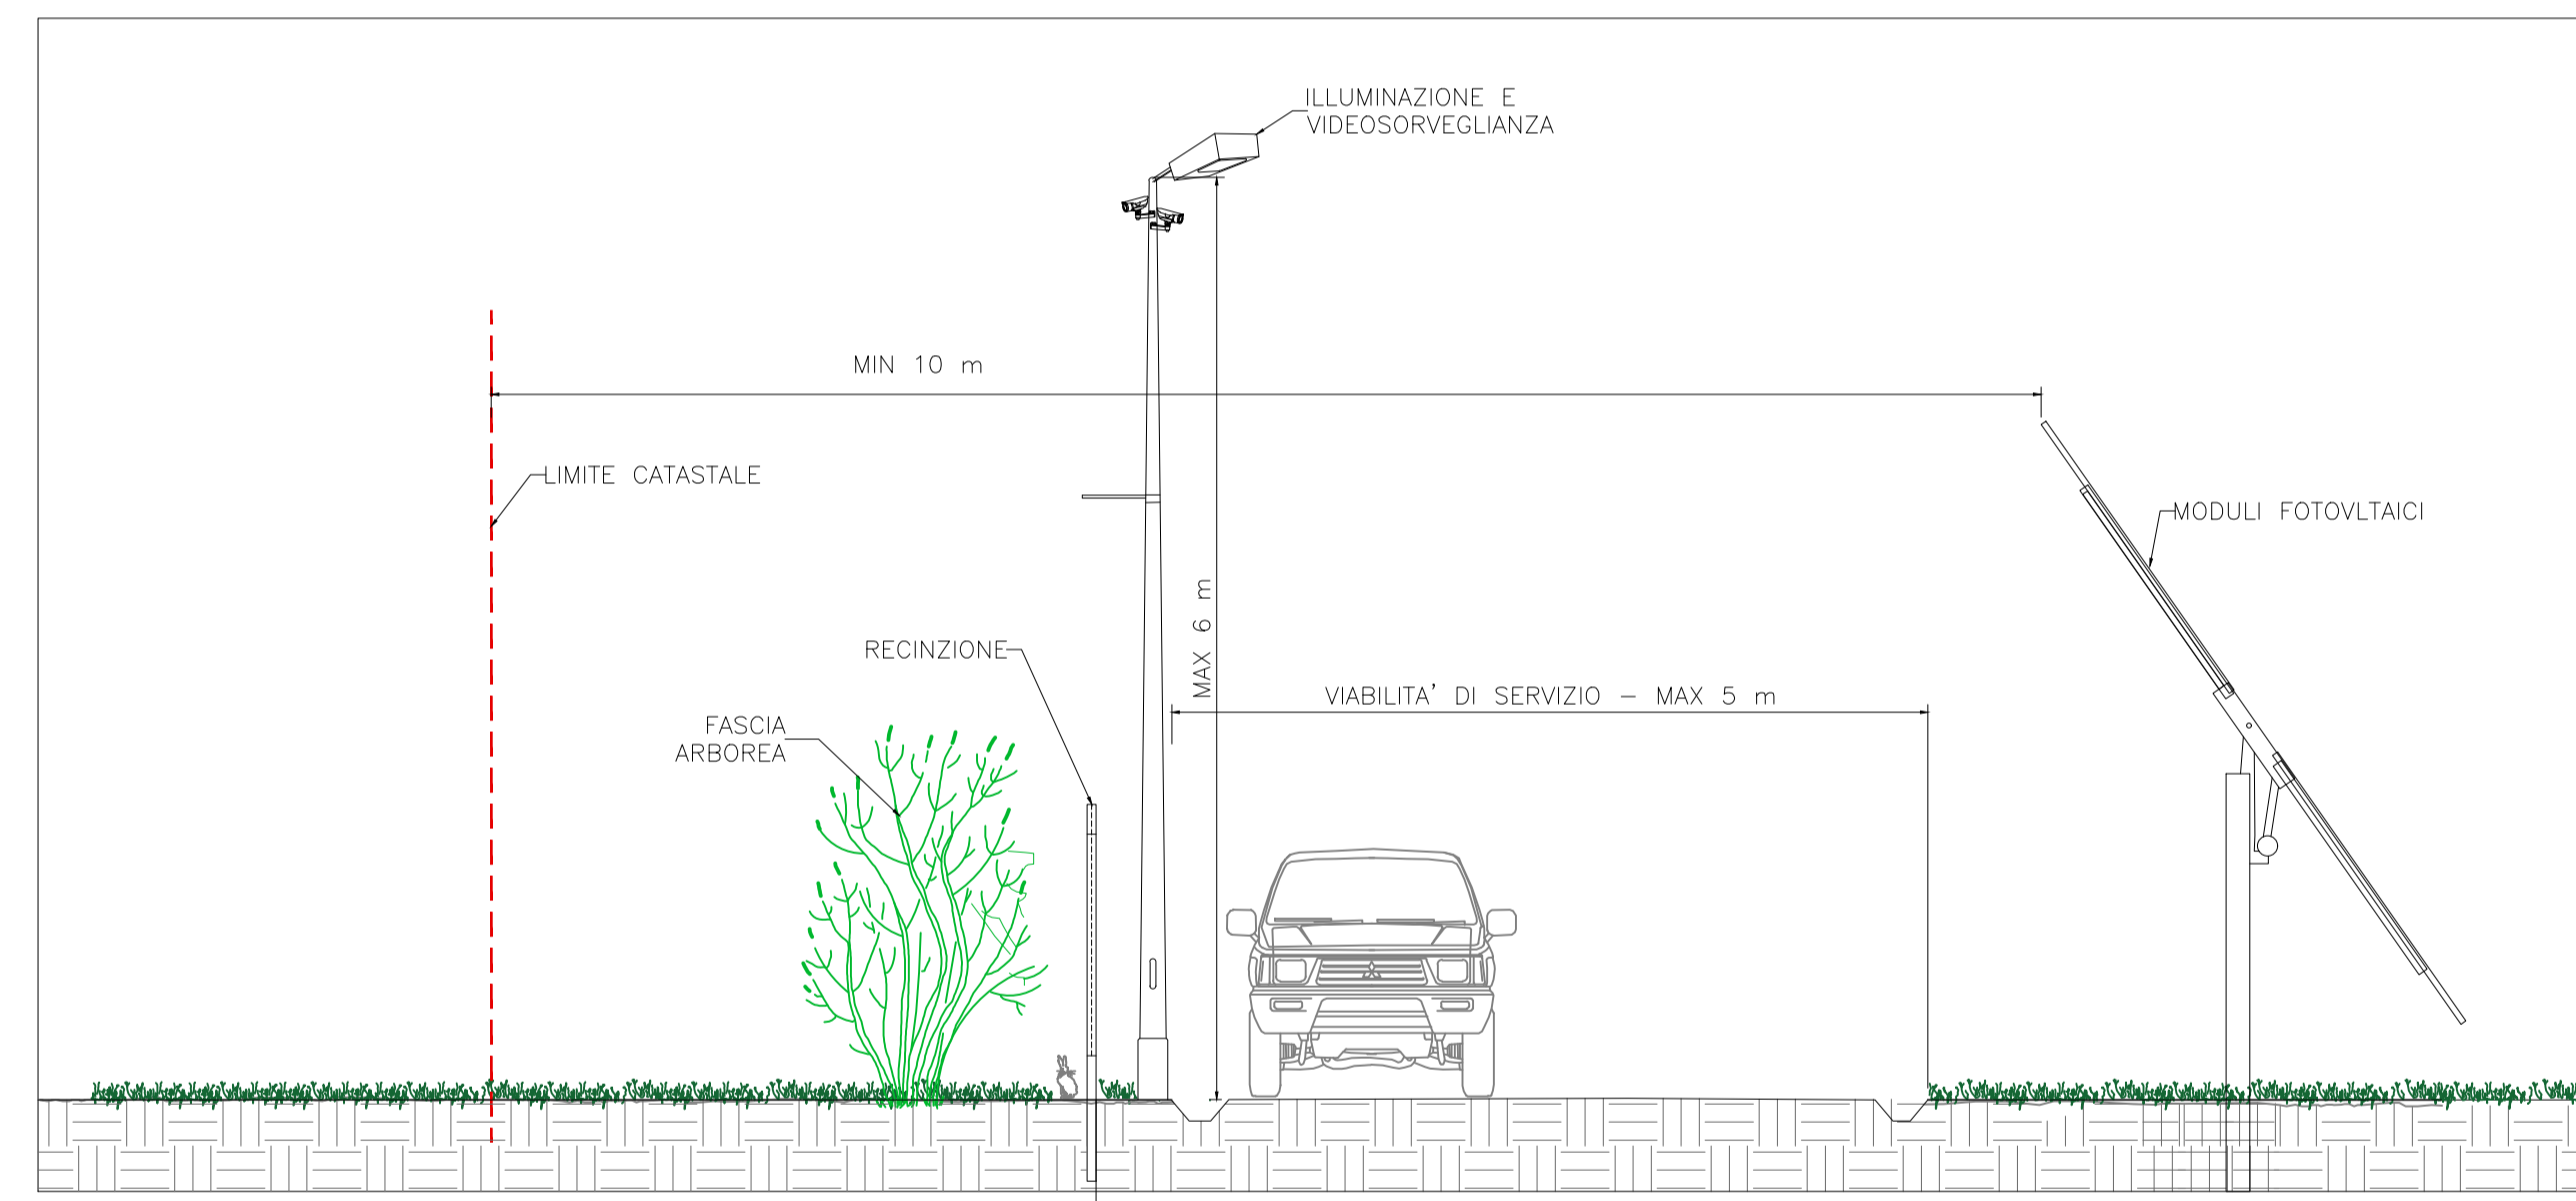 ILLUMINAZIONE E
VIDEOSORVEGLIANZA
MIN 10 m
LIMITE CATASTALE
MODULI FOTOVLTAICI
MAX 6 m
RECINZIONE
VIABILITA' DI SERVIZIO - MAX 5 m
FASCIA
ARBOREA